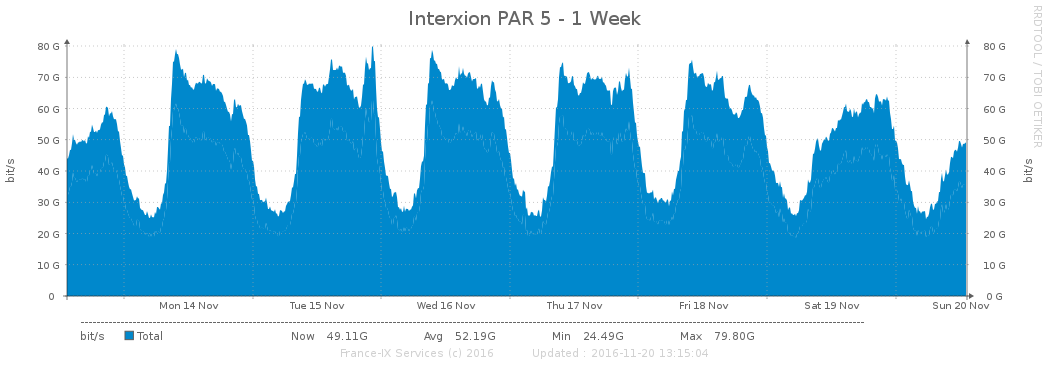 Interxion PAR 5 - 1 Week
RRDTOOL / TOBI OETIKER
bit/s
80 G 80 G
70 G 70 G
60 G 60 G
50 G 50 G
40 G 40 G
30 G 30 G
20 G 20 G
10 G 10 G
0 0 G
bit/s
Mon 14 Nov Tue 15 Nov Wed 16 Nov Thu 17 Nov Fri 18 Nov Sat 19 Nov Sun 20 Nov
bit/s Total Now 49.11G Avg 52.19G Min 24.49G Max 79.80G
France-IX Services (c) 2016 Updated : 2016-11-20 13:15:04